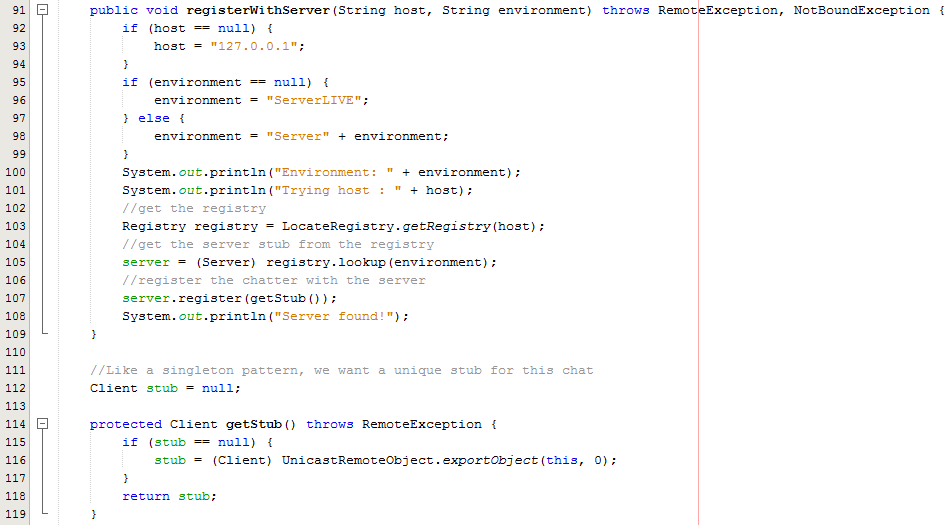 91 public void registerWithServer(String host, String environment) throws RemoteException, NotBoundException {
92 if (host == null) {
93 host = "127.0.0.1";
94 }
95 if (environment == null) {
96 environment = "ServerLIVE";
97 } else {
98 environment = "Server" + environment;
99 }
100 System.out.println("Environment: " + environment);
101 System.out.println("Trying host : " + host);
102 //get the registry
103 Registry registry = LocateRegistry.getRegistry(host);
104 //get the server stub from the registry
105 server = (Server) registry.lookup(environment);
106 //register the chatter with the server
107 server.register(getStub());
108 System.out.println("Server found!");
109 }
110
111 //Like a singleton pattern, we want a unique stub for this chat
112 Client stub = null;
113
114 protected Client getStub() throws RemoteException {
115 if (stub == null) {
116 stub = (Client) UnicastRemoteObject.exportObject(this, 0);
117 }
118 return stub;
119 }